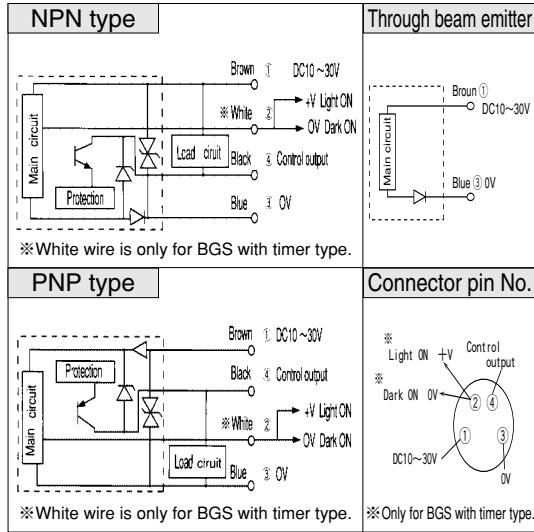 NPN type
Brown ① DC10～30V
※White ② +V Light ON
0V Dark ON
Main circuit
Load ciruit
Black ④ Control output
Protection
Blue ③ 0V
※White wire is only for BGS with timer type.
Through beam emitter
Broun ①
DC10～30V
Main circuit
Blue ③ 0V
PNP type
Brown ① DC10～30V
Protection
Black ④ Control output
Main circuit
※White ② +V Light ON
0V Dark ON
Load ciruit
Blue ③ 0V
※White wire is only for BGS with timer type.
Connector pin No.
※
Light ON +V
Control
output
※
Dark ON 0V
② ④
① ③
DC10～30V
0V
※Only for BGS with timer type.